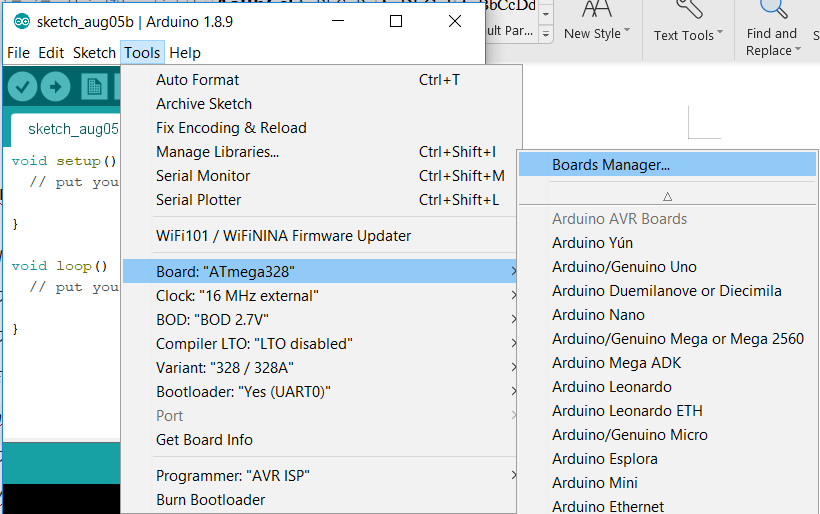 sketch_aug05b | Arduino 1.8.9
File Edit Sketch Tools Help
sketch_aug05
void setup()
// put you
}
void loop()
// put you
}
Auto Format Ctrl+T
Archive Sketch
Fix Encoding & Reload
Manage Libraries... Ctrl+Shift+I
Serial Monitor Ctrl+Shift+M
Serial Plotter Ctrl+Shift+L
WiFi101 / WiFiNINA Firmware Updater
Board: "ATmega328"
Clock: "16 MHz external"
BOD: "BOD 2.7V"
Compiler LTO: "LTO disabled"
Variant: "328 / 328A"
Bootloader: "Yes (UART0)"
Port
Get Board Info
Programmer: "AVR ISP"
Burn Bootloader
Boards Manager...
Arduino AVR Boards
Arduino Yún
Arduino/Genuino Uno
Arduino Duemilanove or Diecimila
Arduino Nano
Arduino/Genuino Mega or Mega 2560
Arduino Mega ADK
Arduino Leonardo
Arduino Leonardo ETH
Arduino/Genuino Micro
Arduino Esplora
Arduino Mini
Arduino Ethernet
ult Par...
New Style
Text Tools
Find and
Replace